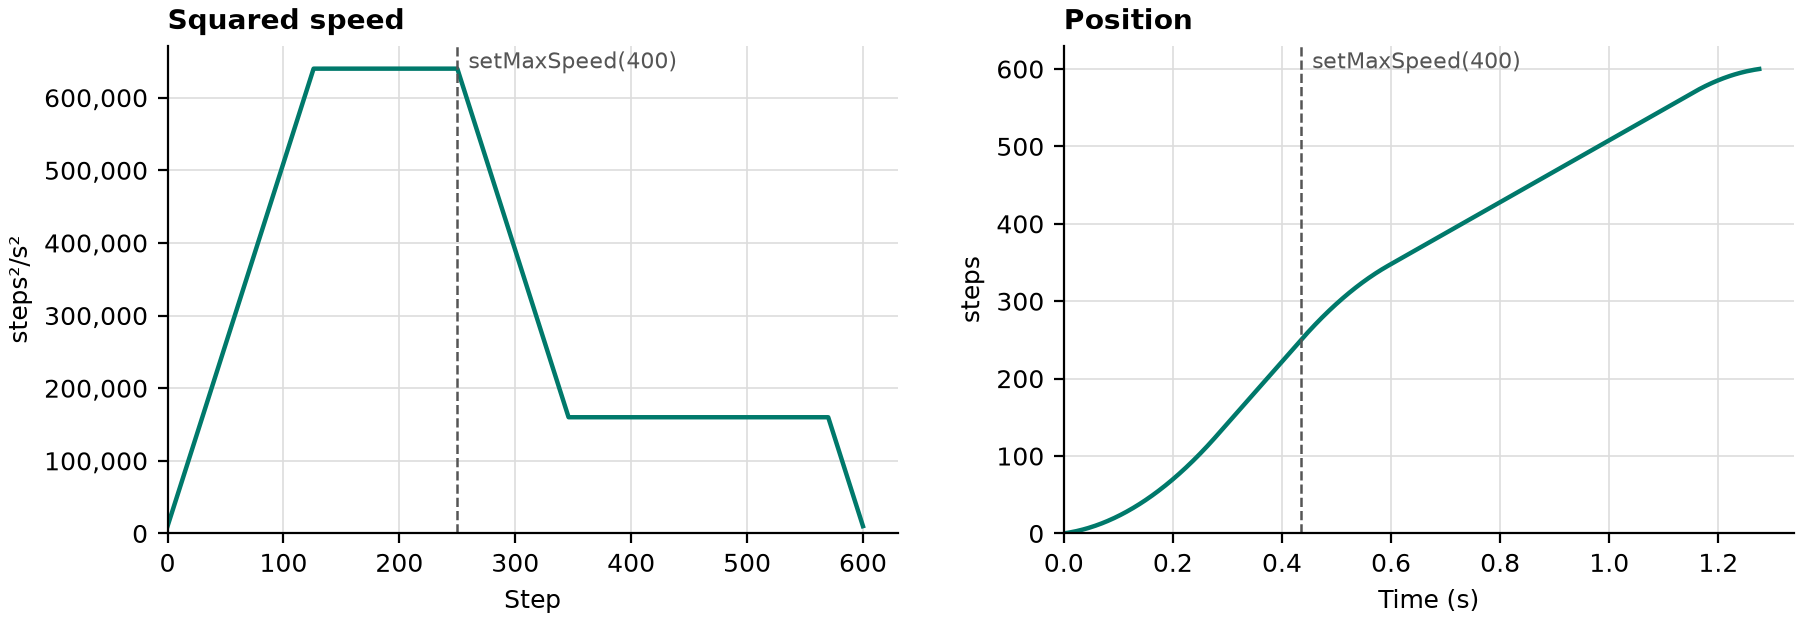 Squared speed
setMaxSpeed(400)
600,000
500,000
400,000
300,000
200,000
100,000
0
steps²/s²
0 100 200 300 400 500 600
Step
Position
setMaxSpeed(400)
600
500
400
300
200
100
0
steps
0.0 0.2 0.4 0.6 0.8 1.0 1.2
Time (s)